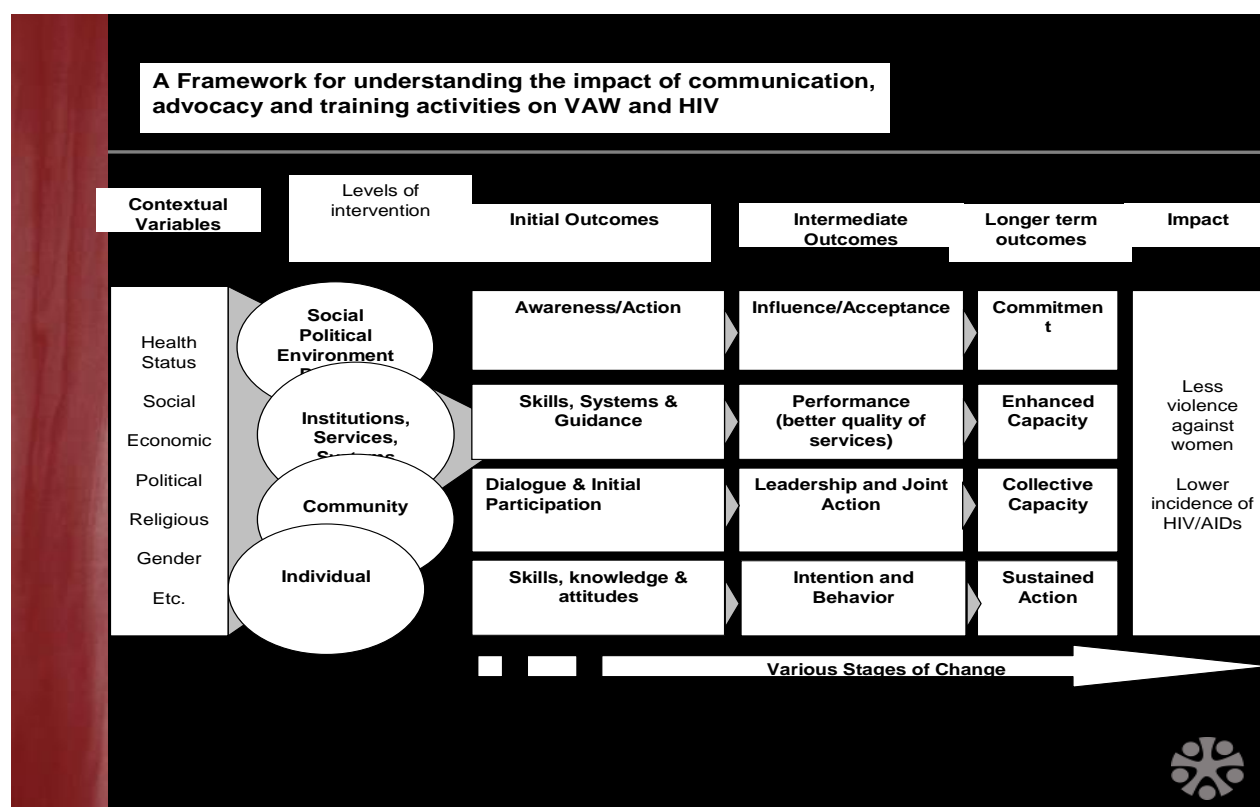 A Framework for understanding the impact of communication,
advocacy and training activities on VAW and HIV
Contextual
Variables
Levels of
intervention
Initial Outcomes
Intermediate
Outcomes
Longer term
outcomes
Impact
Health
Status
Social
Economic
Political
Religious
Gender
Etc.
Social
Political
Environment
Institutions,
Services,
Systems
Community
Individual
Awareness/Action
Influence/Acceptance
Commitmen
t
Skills, Systems &
Guidance
Performance
(better quality of
services)
Enhanced
Capacity
Dialogue & Initial
Participation
Leadership and Joint
Action
Collective
Capacity
Skills, knowledge &
attitudes
Intention and
Behavior
Sustained
Action
Less
violence
against
women
Lower
incidence of
HIV/AIDs
Various Stages of Change